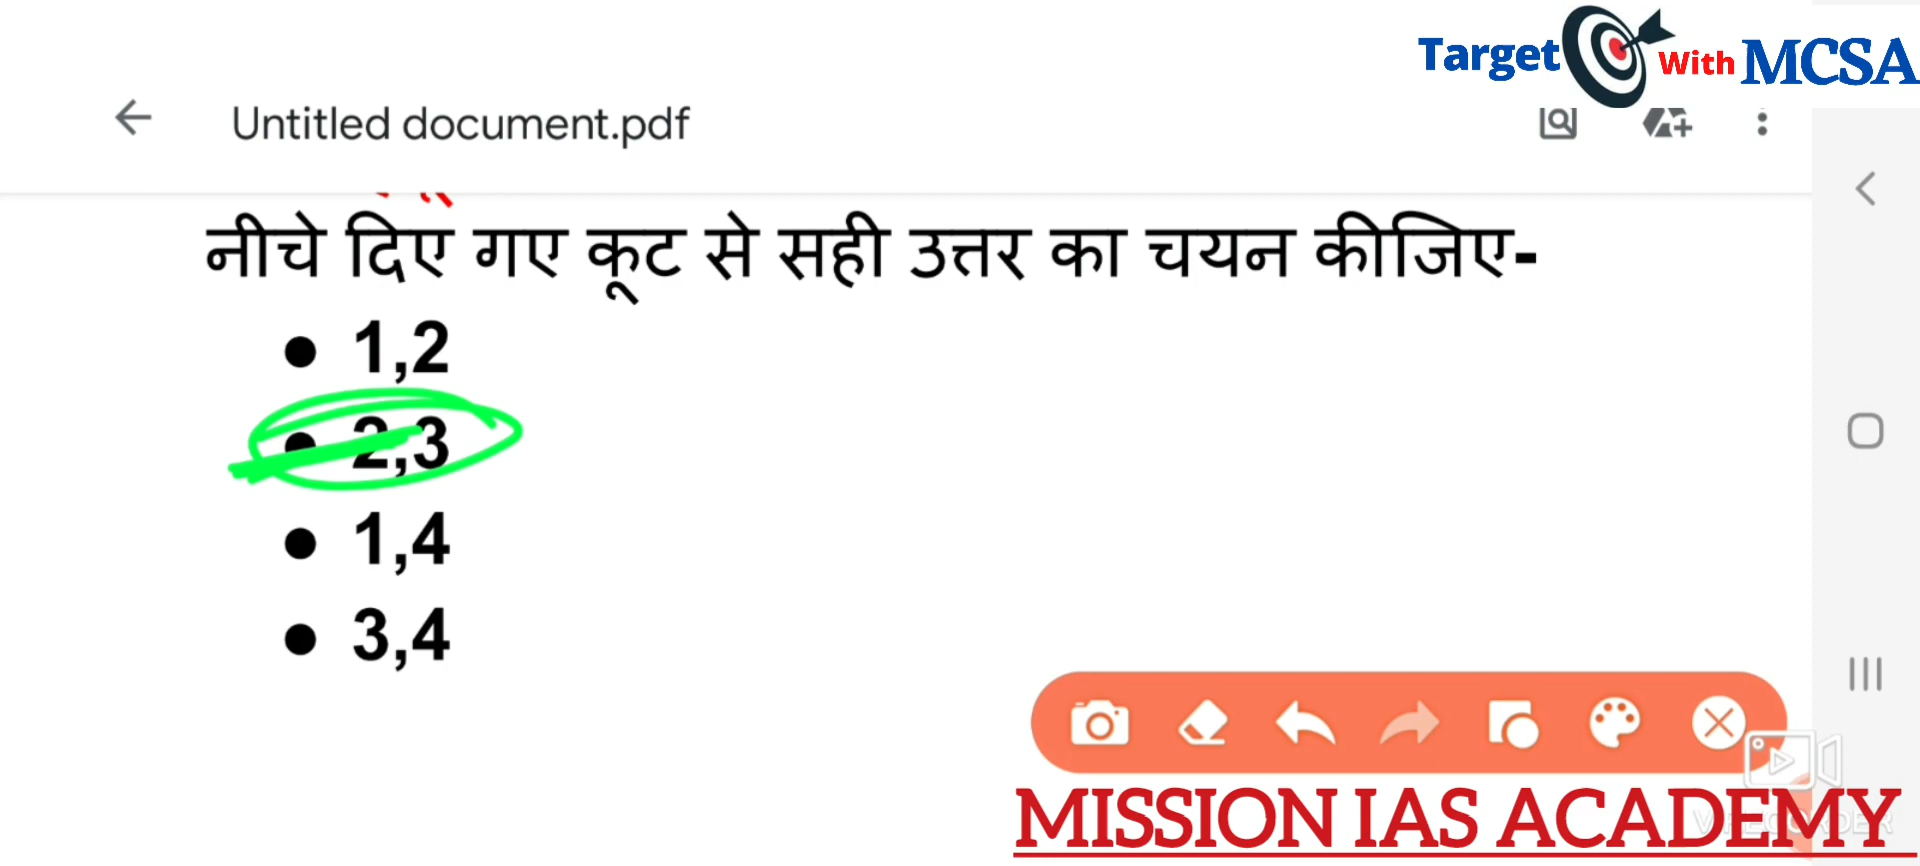 Target With MCSA
Untitled document.pdf
नीचे दिए गए कूट से सही उत्तर का चयन कीजिए-
● 1,2
● 2,3
● 1,4
● 3,4
MISSION IAS ACADEMY